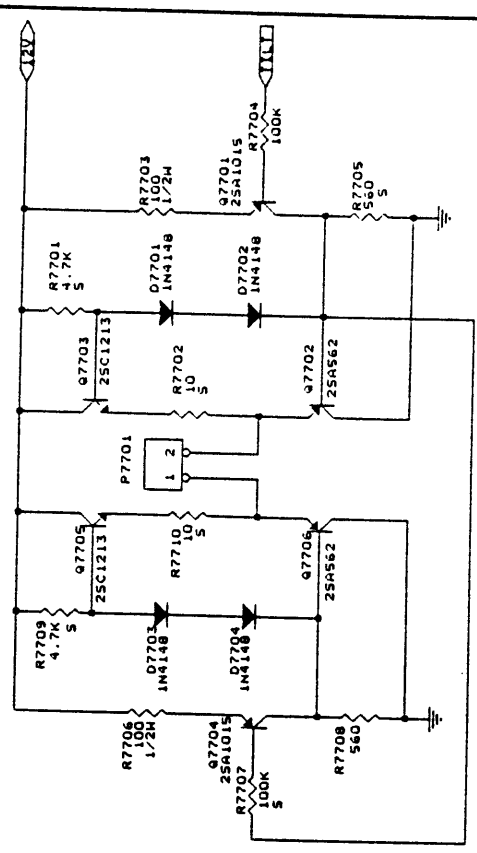 12V
TILT
R7704
100K
R7703
100
1/2W
Q7701
2SA1015
R7705
560
S
R7701
4.7K
S
D7701
1N4148
D7702
1N4148
Q7703
2SC1213
R7702
10
S
Q7702
2SA562
P7701
1 2
Q7705
2SC1213
R7710
10
S
Q7706
2SA562
R7709
4.7K
S
D7703
1N4148
D7704
1N4148
R7706
100
1/2W
Q7704
2SA1015
R7708
560
R7707
100K
S